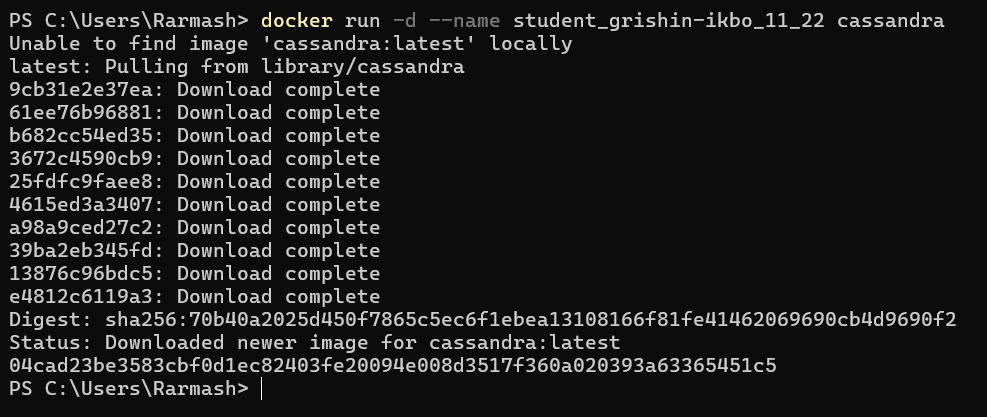 PS C:\Users\Rarmash> docker run -d --name student_grishin-ikbo_11_22 cassandra
Unable to find image 'cassandra:latest' locally
latest: Pulling from library/cassandra
9cb31e2e37ea: Download complete
61ee76b96881: Download complete
b682cc54ed35: Download complete
3672c4590cb9: Download complete
25fdfc9faee8: Download complete
4615ed3a3407: Download complete
a98a9ced27c2: Download complete
39ba2eb345fd: Download complete
13876c96bdc5: Download complete
e4812c6119a3: Download complete
Digest: sha256:70b40a2025d450f7865c5ec6f1ebea13108166f81fe41462069690cb4d9690f2
Status: Downloaded newer image for cassandra:latest
04cad23be3583cbf0d1ec82403fe20094e008d3517f360a020393a63365451c5
PS C:\Users\Rarmash>